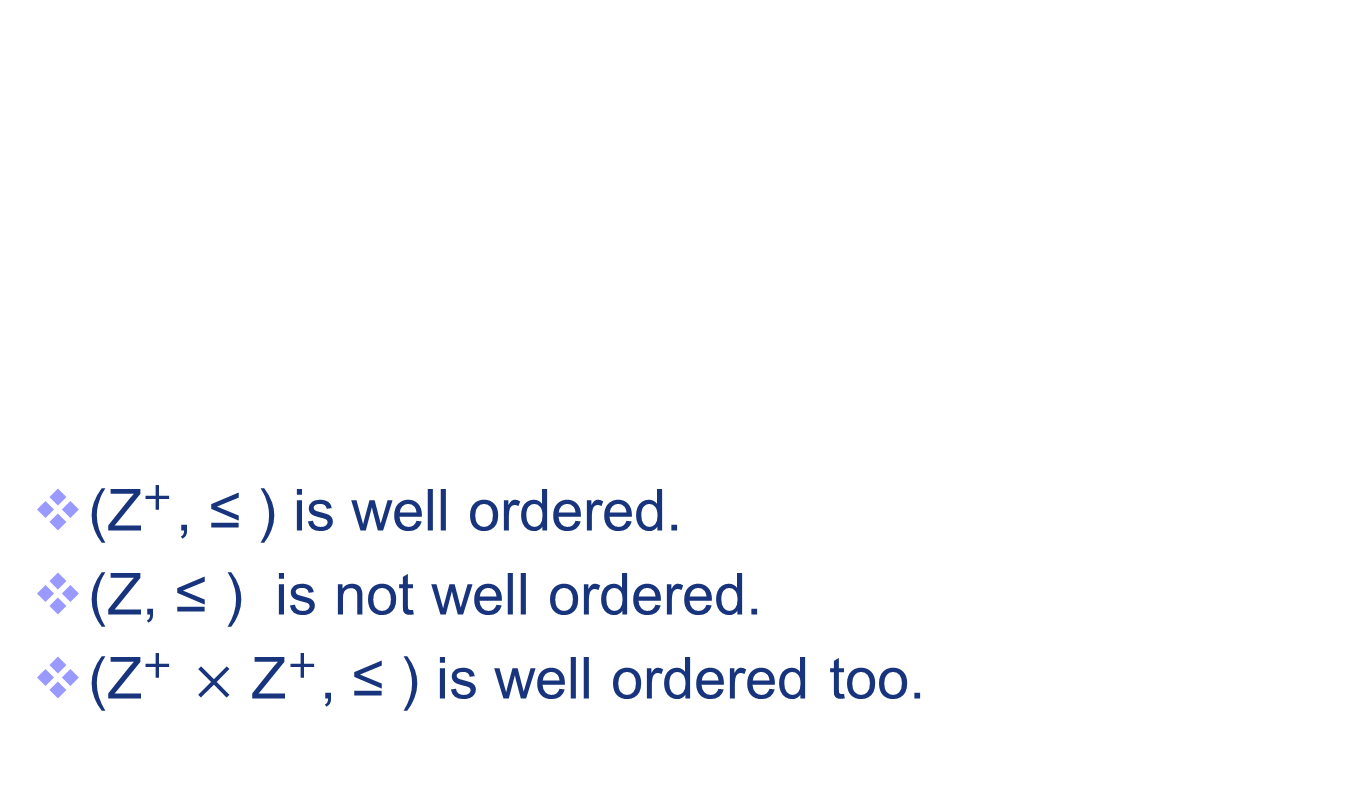 ❖(Z⁺, ≤ ) is well ordered.
❖(Z, ≤ )  is not well ordered.
❖(Z⁺ × Z⁺, ≤ ) is well ordered too.